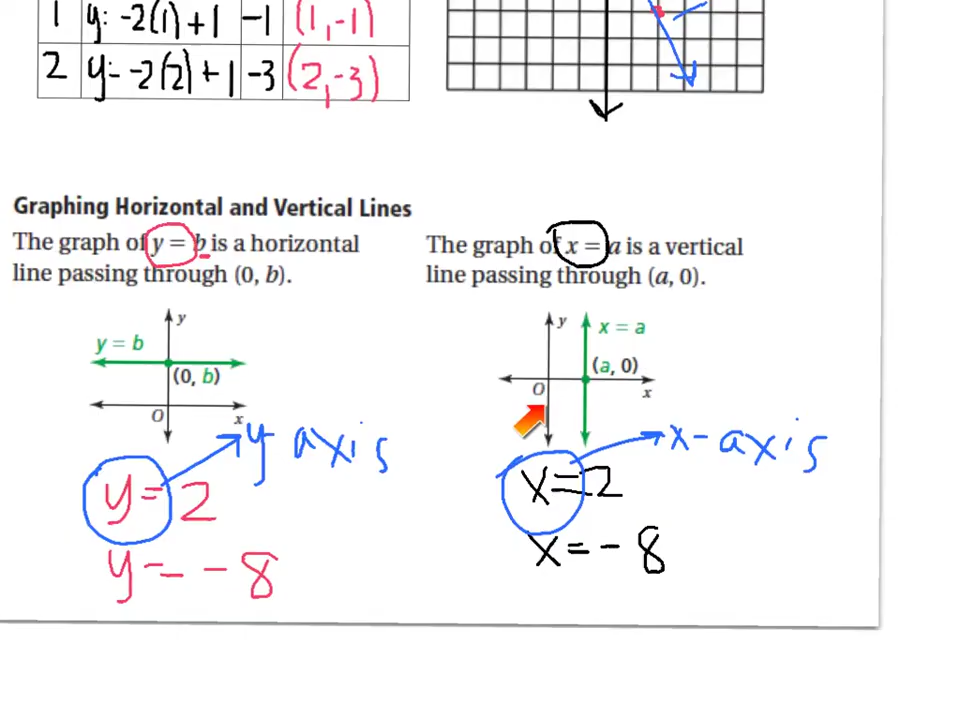 1 y= -2(1)+1 -1 (1,-1)
2 y= -2(2)+1 -3 (2,-3)
Graphing Horizontal and Vertical Lines
The graph of y = b is a horizontal
line passing through (0, b).
The graph of x = a is a vertical
line passing through (a, 0).
y
y = b
(0, b)
O
x
y axis
y=2
y=--8
y
x = a
(a, 0)
O
x
x-axis
x=2
x=-8